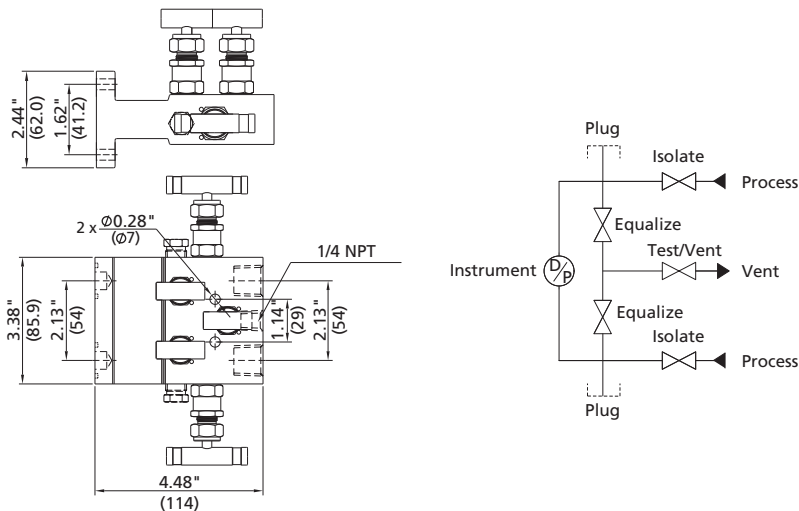 2.44"
(62.0)
1.62"
(41.2)
2 x Ø0.28"
(Ø7)
1/4 NPT
3.38"
(85.9)
2.13"
(54)
1.14"
(29)
2.13"
(54)
4.48"
(114)
Plug
Isolate
Process
Equalize
Test/Vent
Instrument
D/P
Vent
Equalize
Isolate
Process
Plug